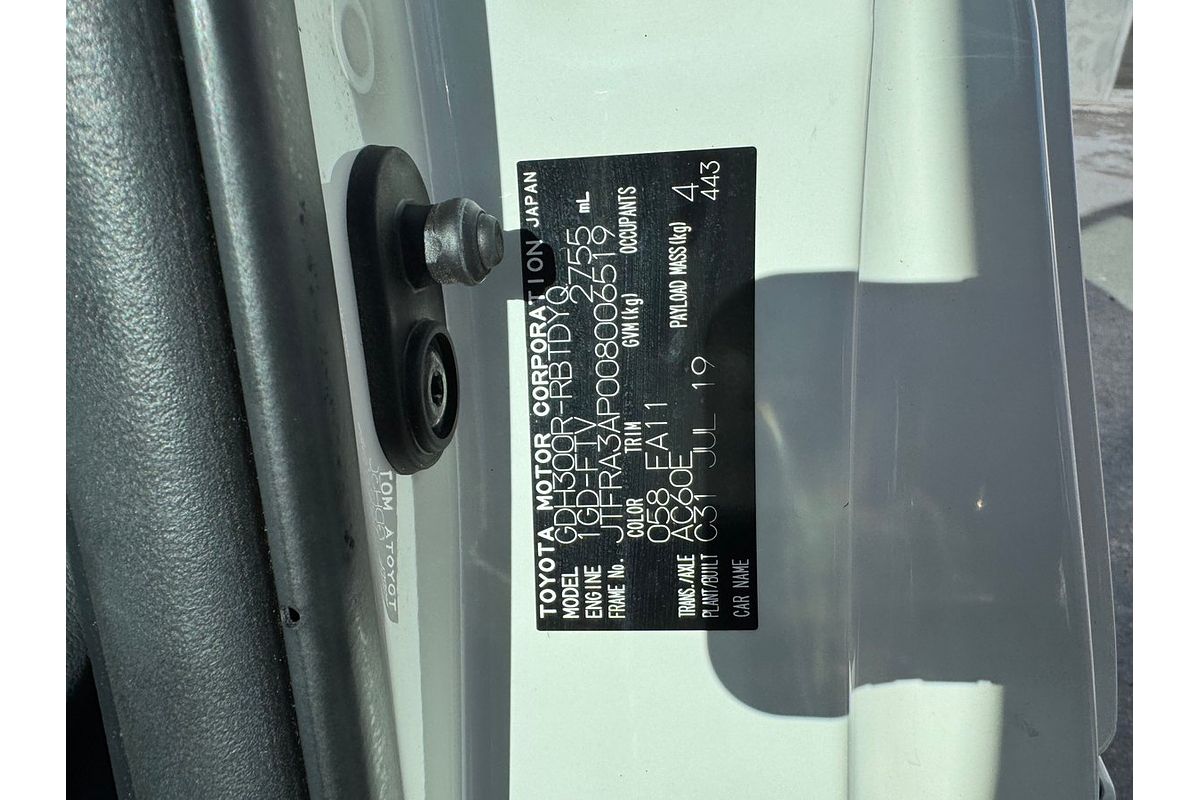 TOYOTA MOTOR CORPORATION JAPAN
MODEL GDH300R-RBTDYQ
ENGINE 1GD-FTV 2755 mL
FRAME No. JTFRA3AP008006519
COLOR TRIM GVM(kg) OCCUPANTS
058 FA11
TRANS./AXLE AC60E PAYLOAD MASS(kg) 4
PLANT/BUILT C31 JUL 19 443
CAR NAME